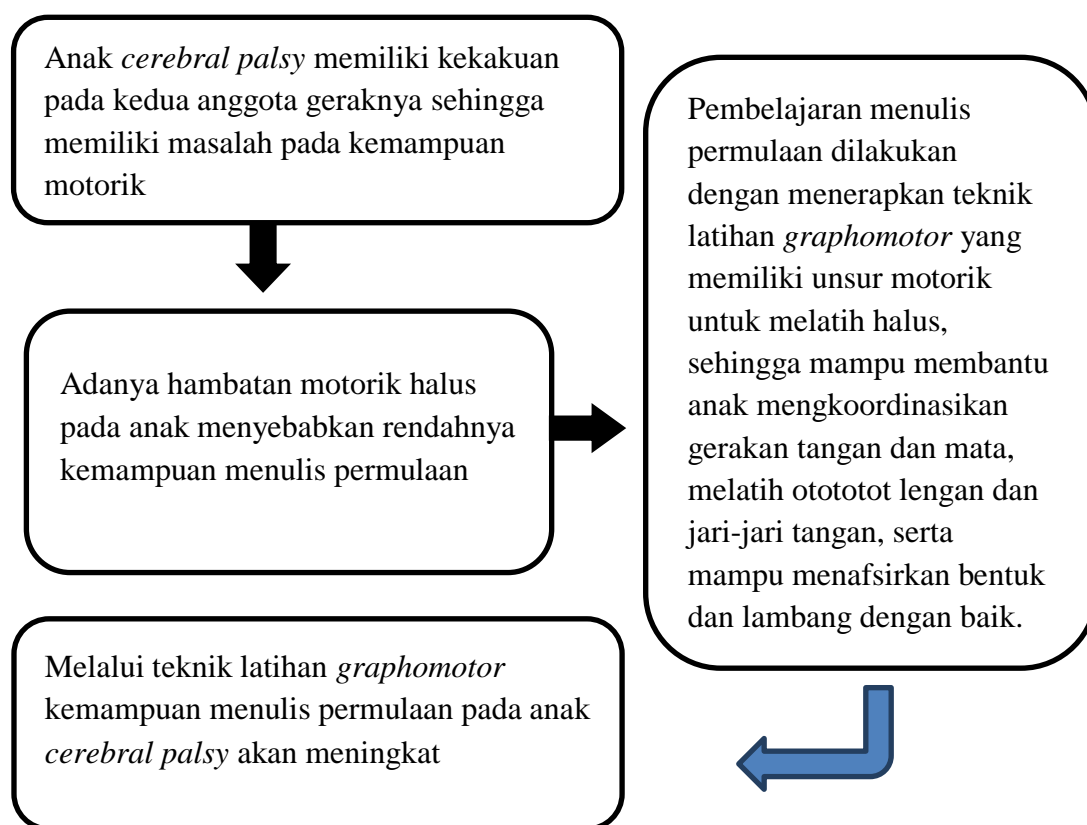 Anak cerebral palsy memiliki kekakuan
pada kedua anggota geraknya sehingga
memiliki masalah pada kemampuan
motorik
Adanya hambatan motorik halus
pada anak menyebabkan rendahnya
kemampuan menulis permulaan
Pembelajaran menulis
permulaan dilakukan
dengan menerapkan teknik
latihan graphomotor yang
memiliki unsur motorik
untuk melatih halus,
sehingga mampu membantu
anak mengkoordinasikan
gerakan tangan dan mata,
melatih otototot lengan dan
jari-jari tangan, serta
mampu menafsirkan bentuk
dan lambang dengan baik.
Melalui teknik latihan graphomotor
kemampuan menulis permulaan pada anak
cerebral palsy akan meningkat